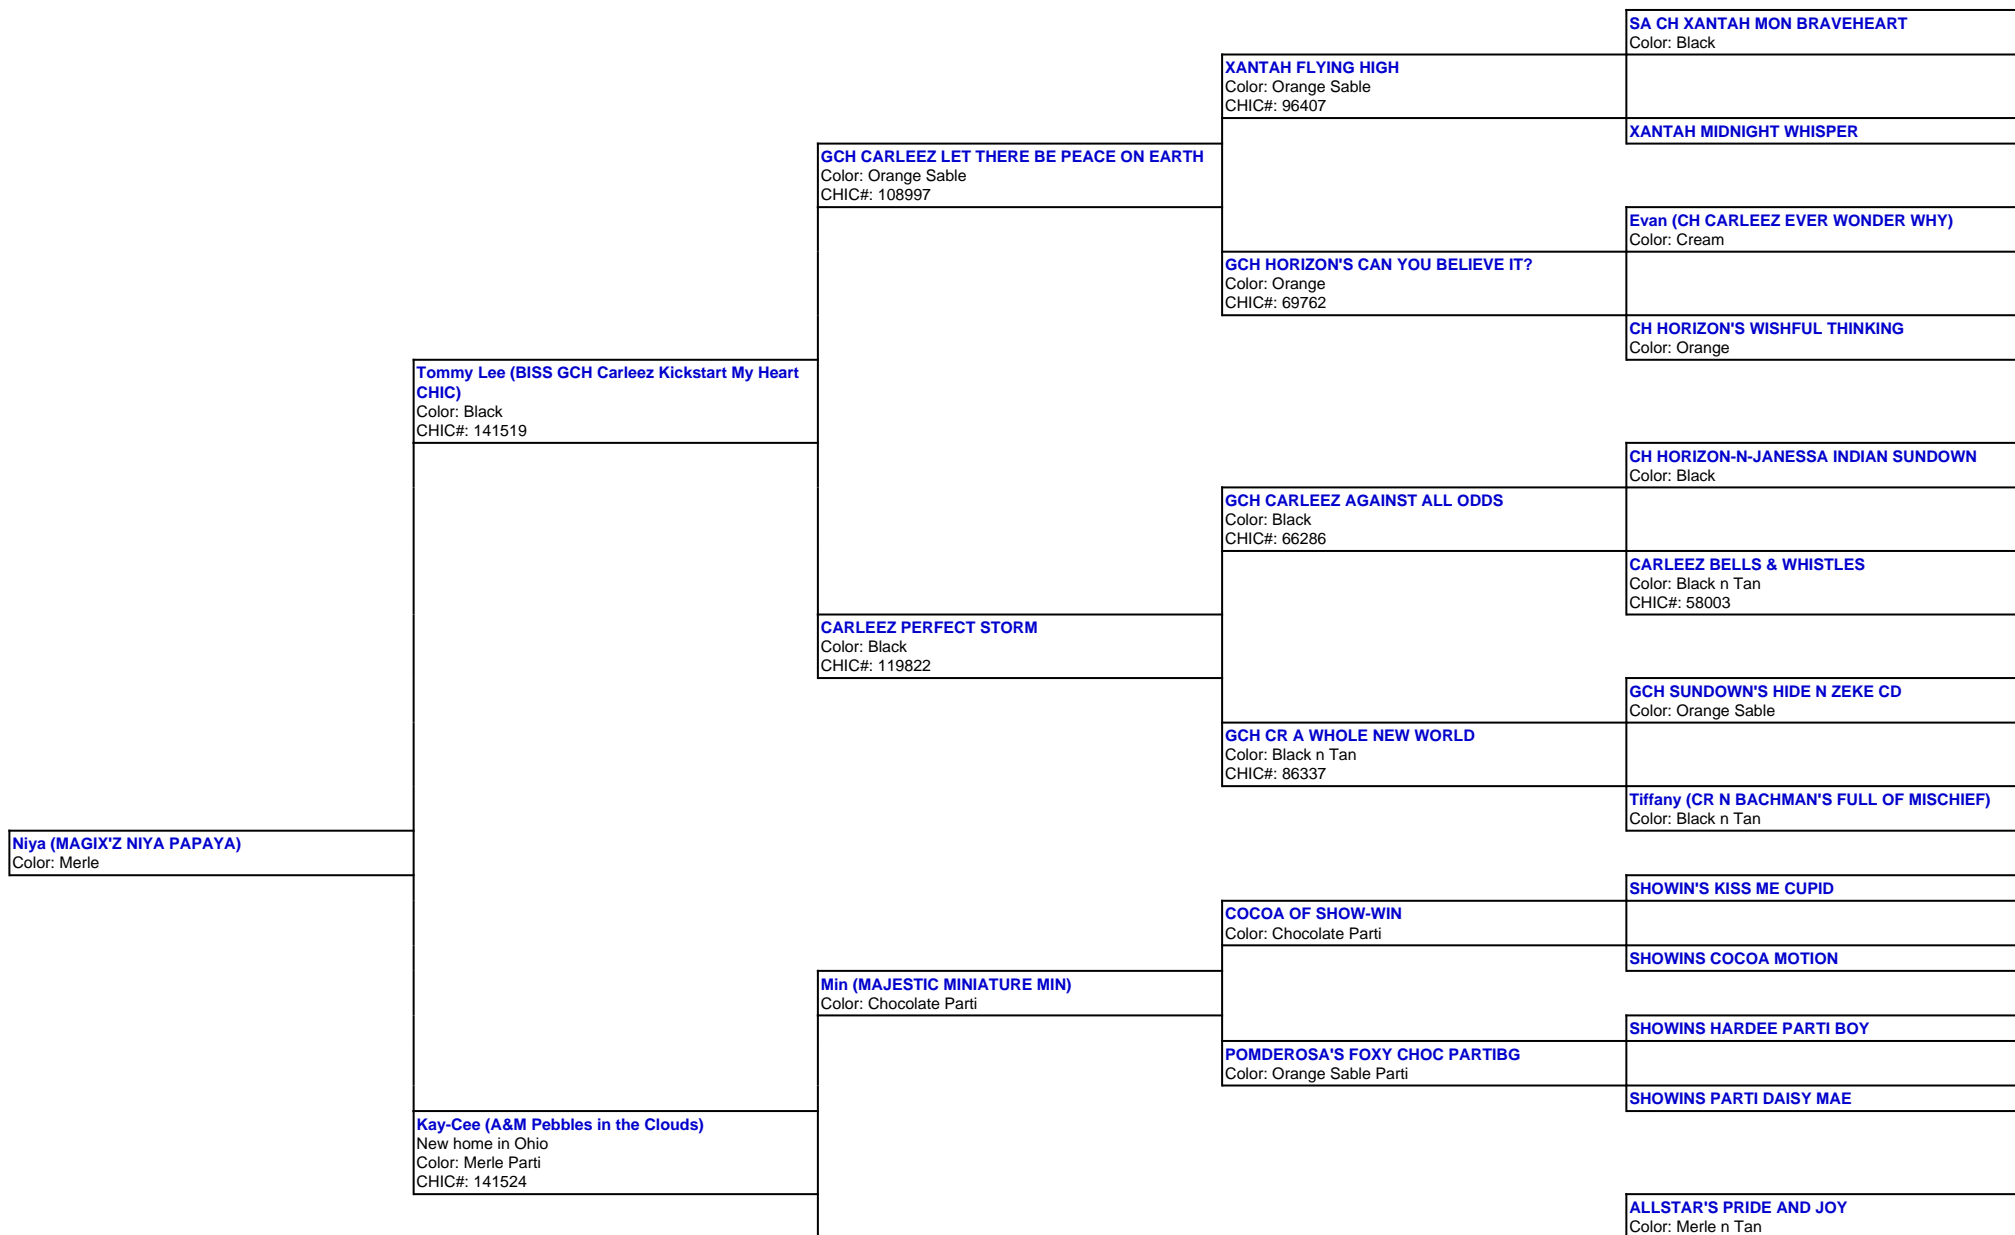 SA CH XANTAH MON BRAVEHEART
Color: Black
XANTAH FLYING HIGH
Color: Orange Sable
CHIC#: 96407
XANTAH MIDNIGHT WHISPER
GCH CARLEEZ LET THERE BE PEACE ON EARTH
Color: Orange Sable
CHIC#: 108997
Evan (CH CARLEEZ EVER WONDER WHY)
Color: Cream
GCH HORIZON'S CAN YOU BELIEVE IT?
Color: Orange
CHIC#: 69762
CH HORIZON'S WISHFUL THINKING
Color: Orange
Tommy Lee (BISS GCH Carleez Kickstart My Heart
CHIC)
Color: Black
CHIC#: 141519
CH HORIZON-N-JANESSA INDIAN SUNDOWN
Color: Black
GCH CARLEEZ AGAINST ALL ODDS
Color: Black
CHIC#: 66286
CARLEEZ BELLS & WHISTLES
Color: Black n Tan
CHIC#: 58003
CARLEEZ PERFECT STORM
Color: Black
CHIC#: 119822
GCH SUNDOWN'S HIDE N ZEKE CD
Color: Orange Sable
GCH CR A WHOLE NEW WORLD
Color: Black n Tan
CHIC#: 86337
Tiffany (CR N BACHMAN'S FULL OF MISCHIEF)
Color: Black n Tan
Niya (MAGIX'Z NIYA PAPAYA)
Color: Merle
SHOWIN'S KISS ME CUPID
COCOA OF SHOW-WIN
Color: Chocolate Parti
SHOWINS COCOA MOTION
Min (MAJESTIC MINIATURE MIN)
Color: Chocolate Parti
SHOWINS HARDEE PARTI BOY
POMDEROSA'S FOXY CHOC PARTIBG
Color: Orange Sable Parti
SHOWINS PARTI DAISY MAE
Kay-Cee (A&M Pebbles in the Clouds)
New home in Ohio
Color: Merle Parti
CHIC#: 141524
ALLSTAR'S PRIDE AND JOY
Color: Merle n Tan